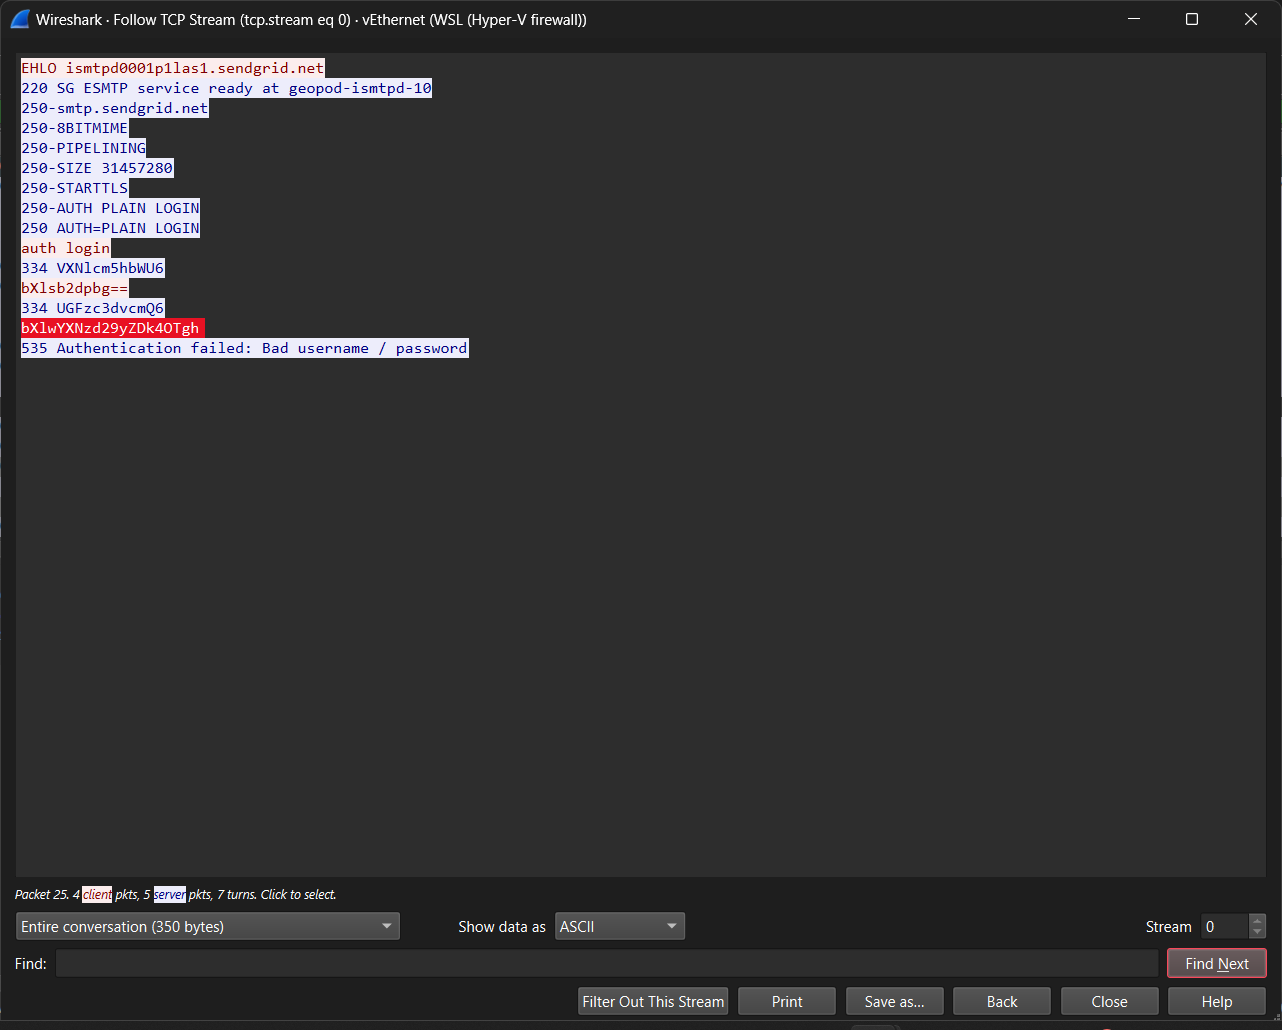 Wireshark · Follow TCP Stream (tcp.stream eq 0) · vEthernet (WSL (Hyper-V firewall))
EHLO ismtpd0001p1las1.sendgrid.net
220 SG ESMTP service ready at geopod-ismtpd-10
250-smtp.sendgrid.net
250-8BITMIME
250-PIPELINING
250-SIZE 31457280
250-STARTTLS
250-AUTH PLAIN LOGIN
250 AUTH=PLAIN LOGIN
auth login
334 VXNlcm5hbWU6
bXlsb2dpbg==
334 UGFzc3dvcmQ6
bXlwYXNzd29yZDk4OTgh
535 Authentication failed: Bad username / password
Packet 25. 4 client pkts, 5 server pkts, 7 turns. Click to select.
Entire conversation (350 bytes)
Show data as
ASCII
Stream
0
Find:
Find Next
Filter Out This Stream
Print
Save as...
Back
Close
Help